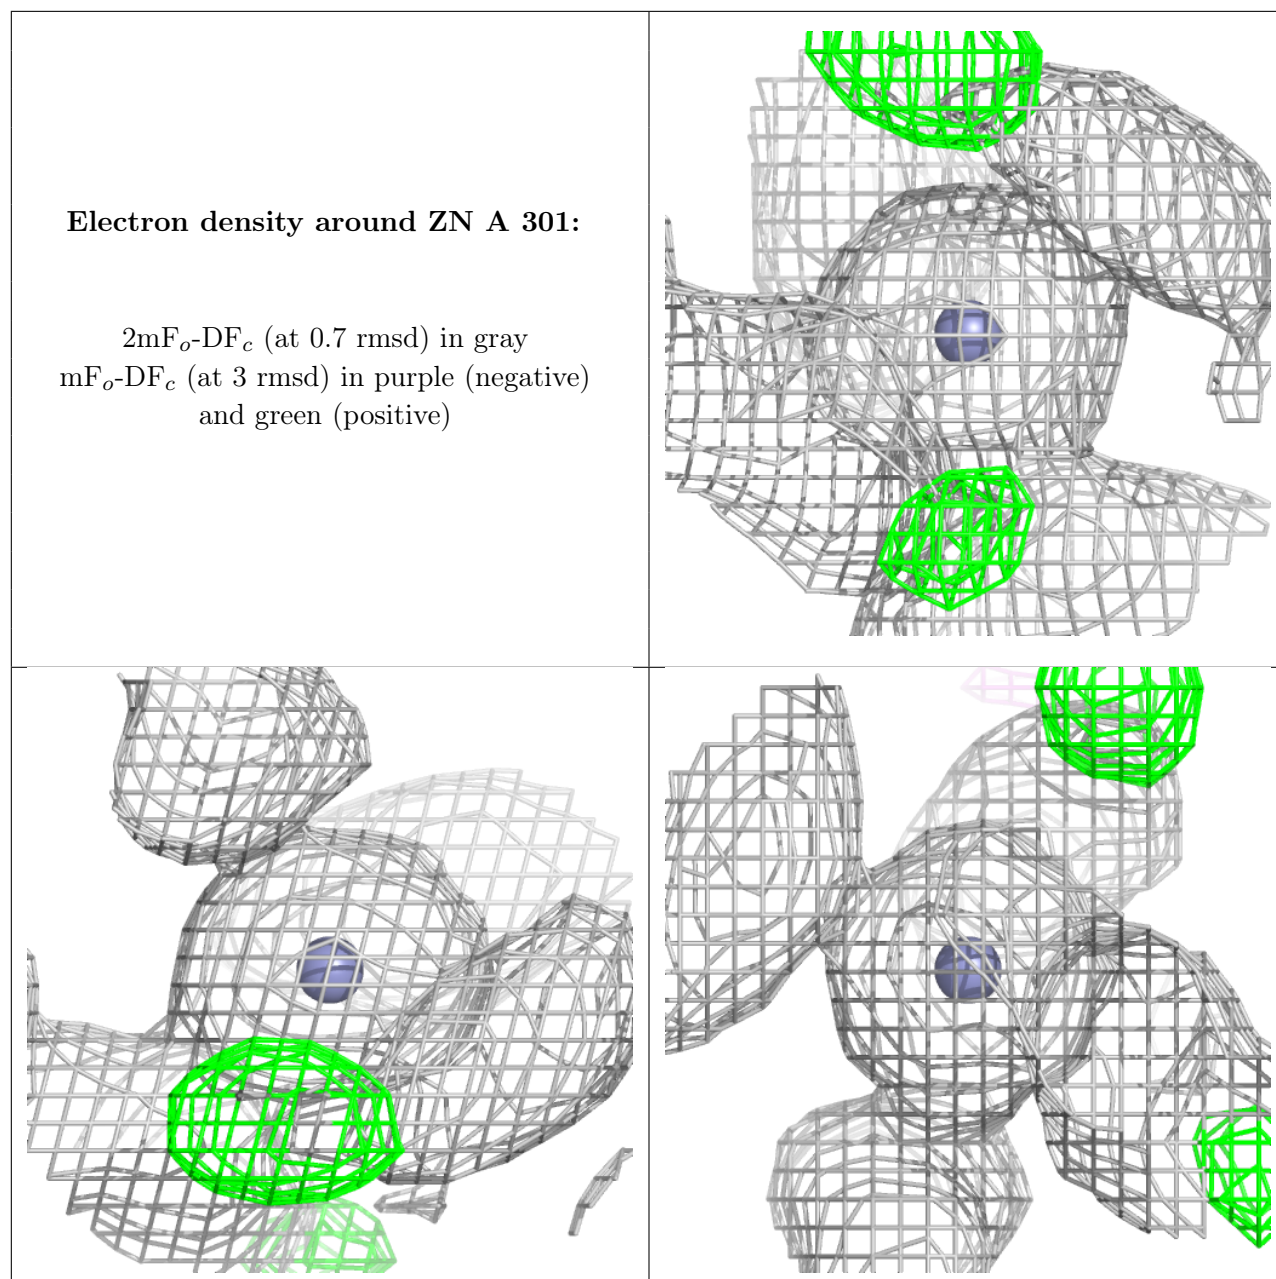 Electron density around ZN A 301:
2mFₒ-DF𝒸 (at 0.7 rmsd) in gray
mFₒ-DF𝒸 (at 3 rmsd) in purple (negative)
and green (positive)